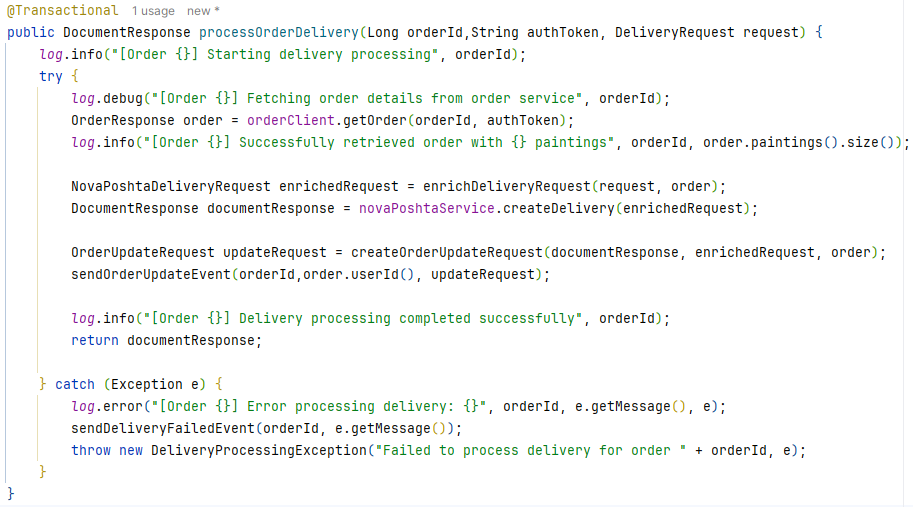 @Transactional 1 usage new *
public DocumentResponse processOrderDelivery(Long orderId,String authToken, DeliveryRequest request) {
    log.info("[Order {}] Starting delivery processing", orderId);
    try {
        log.debug("[Order {}] Fetching order details from order service", orderId);
        OrderResponse order = orderClient.getOrder(orderId, authToken);
        log.info("[Order {}] Successfully retrieved order with {} paintings", orderId, order.paintings().size());

        NovaPoshtaDeliveryRequest enrichedRequest = enrichDeliveryRequest(request, order);
        DocumentResponse documentResponse = novaPoshtaService.createDelivery(enrichedRequest);

        OrderUpdateRequest updateRequest = createOrderUpdateRequest(documentResponse, enrichedRequest, order);
        sendOrderUpdateEvent(orderId,order.userId(), updateRequest);

        log.info("[Order {}] Delivery processing completed successfully", orderId);
        return documentResponse;

    } catch (Exception e) {
        log.error("[Order {}] Error processing delivery: {}", orderId, e.getMessage(), e);
        sendDeliveryFailedEvent(orderId, e.getMessage());
        throw new DeliveryProcessingException("Failed to process delivery for order " + orderId, e);
    }
}